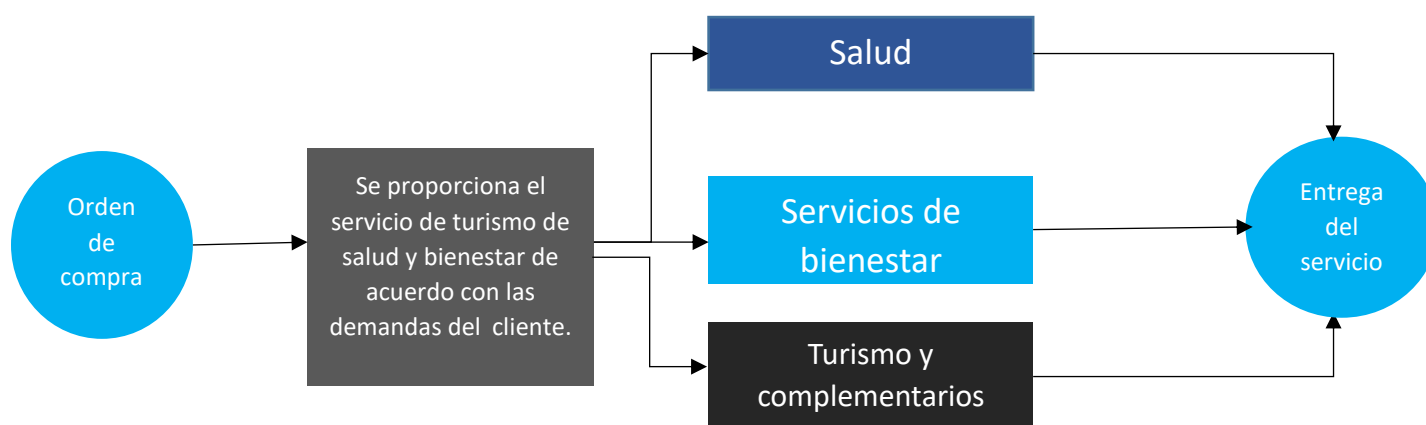 Orden
de
compra
Se proporciona el
servicio de turismo de
salud y bienestar de
acuerdo con las
demandas del  cliente.
Salud
Servicios de
bienestar
Turismo y
complementarios
Entrega
del
servicio